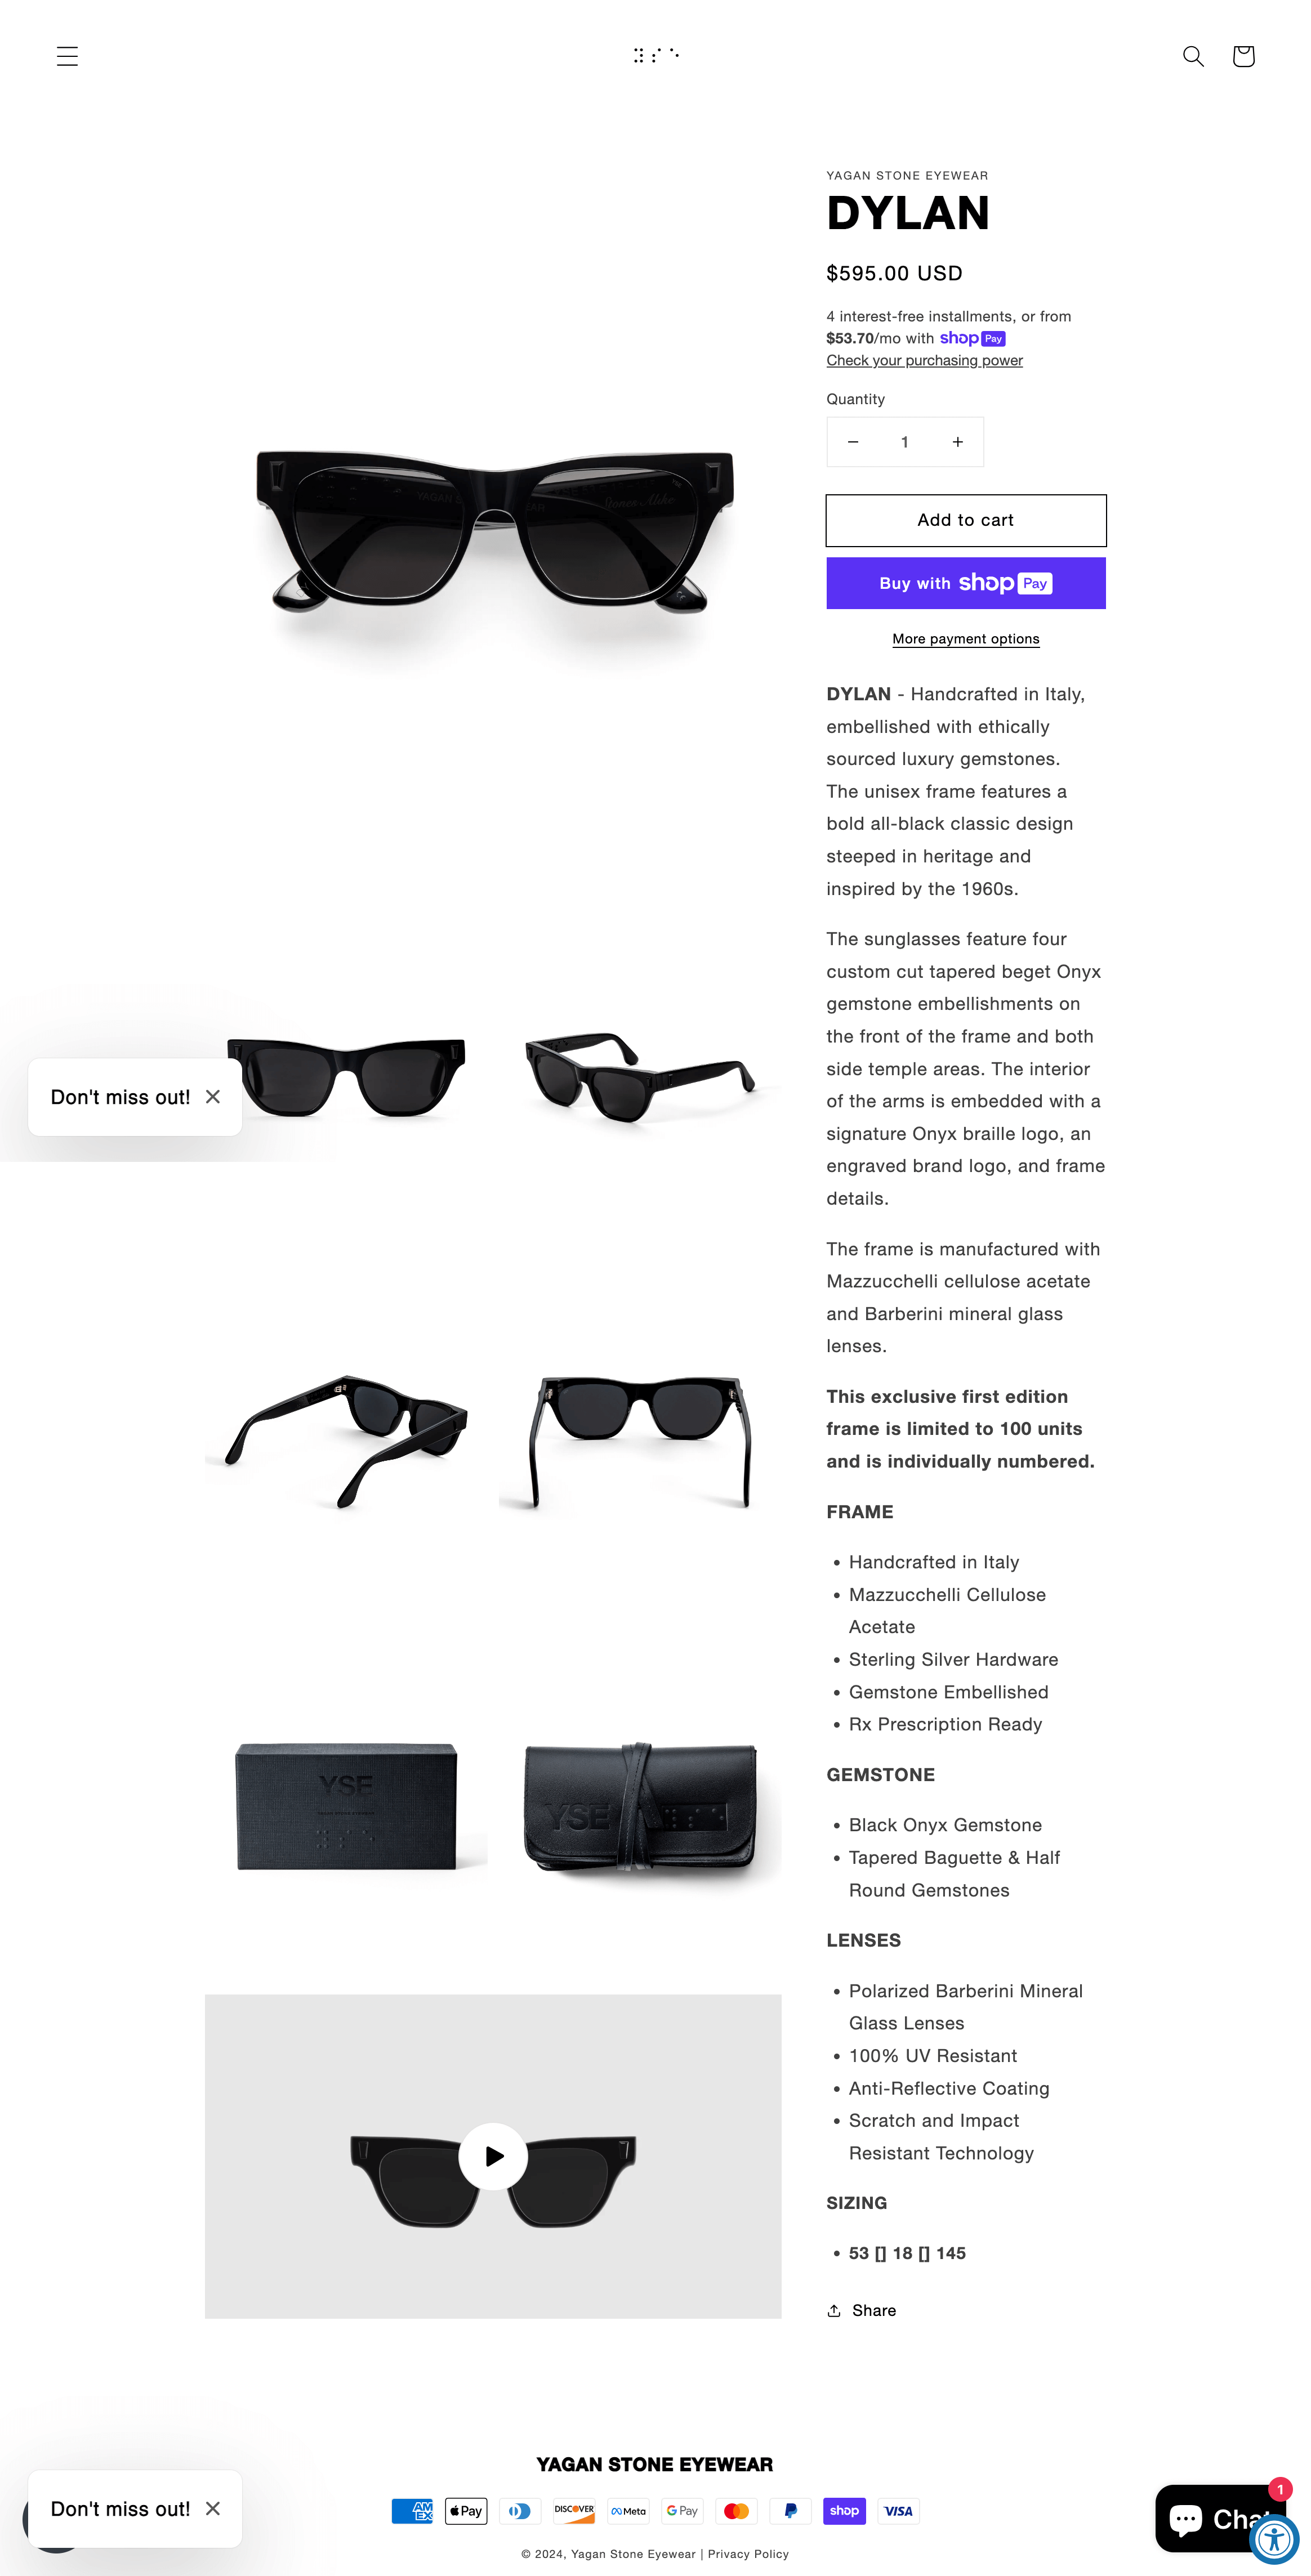 YAGAN STONE EYEWEAR
DYLAN
$595.00 USD
4 interest-free installments, or from
$53.70/mo with shop Pay
Check your purchasing power
Quantity
− 1 +
Add to cart
Buy with shop Pay
More payment options
DYLAN - Handcrafted in Italy,
embellished with ethically
sourced luxury gemstones.
The unisex frame features a
bold all-black classic design
steeped in heritage and
inspired by the 1960s.
The sunglasses feature four
custom cut tapered beget Onyx
gemstone embellishments on
the front of the frame and both
side temple areas. The interior
of the arms is embedded with a
signature Onyx braille logo, an
engraved brand logo, and frame
details.
The frame is manufactured with
Mazzucchelli cellulose acetate
and Barberini mineral glass
lenses.
This exclusive first edition
frame is limited to 100 units
and is individually numbered.
FRAME
• Handcrafted in Italy
• Mazzucchelli Cellulose
Acetate
• Sterling Silver Hardware
• Gemstone Embellished
• Rx Prescription Ready
GEMSTONE
• Black Onyx Gemstone
• Tapered Baguette & Half
Round Gemstones
LENSES
• Polarized Barberini Mineral
Glass Lenses
• 100% UV Resistant
• Anti-Reflective Coating
• Scratch and Impact
Resistant Technology
SIZING
• 53 [] 18 [] 145
Share
Don't miss out!
YSE
YSE
Don't miss out!
YAGAN STONE EYEWEAR
AMEX
Pay
DISCOVER
Meta
G Pay
shop
VISA
© 2024, Yagan Stone Eyewear | Privacy Policy
Chat
1